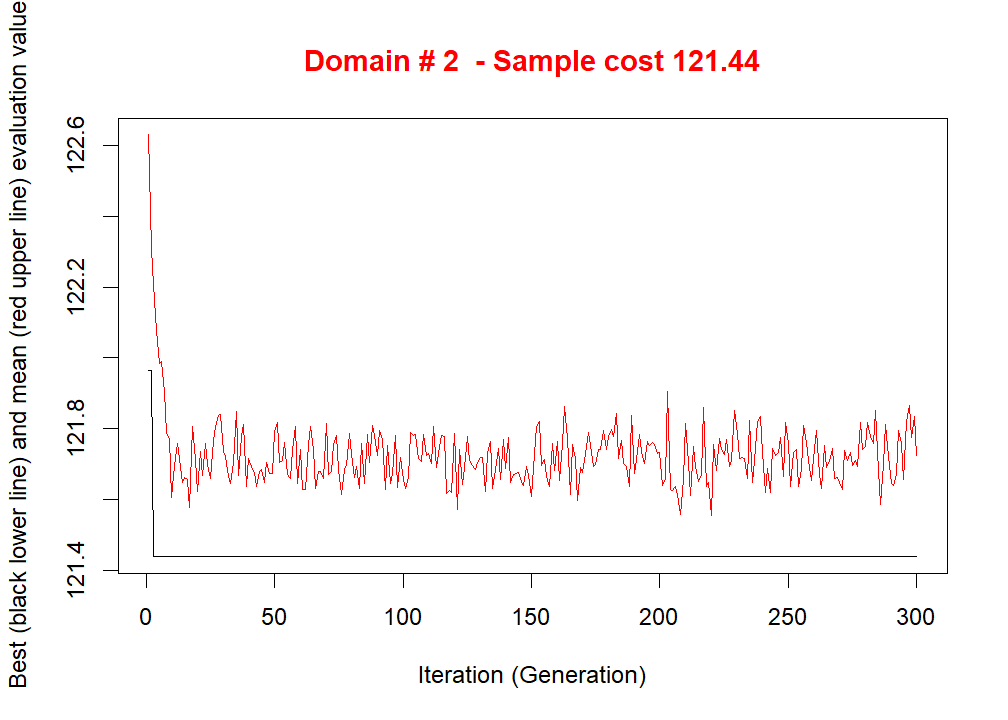 Domain # 2  - Sample cost 121.44
Best (black lower line) and mean (red upper line) evaluation value
122.6
122.2
121.8
121.4
0 50 100 150 200 250 300
Iteration (Generation)